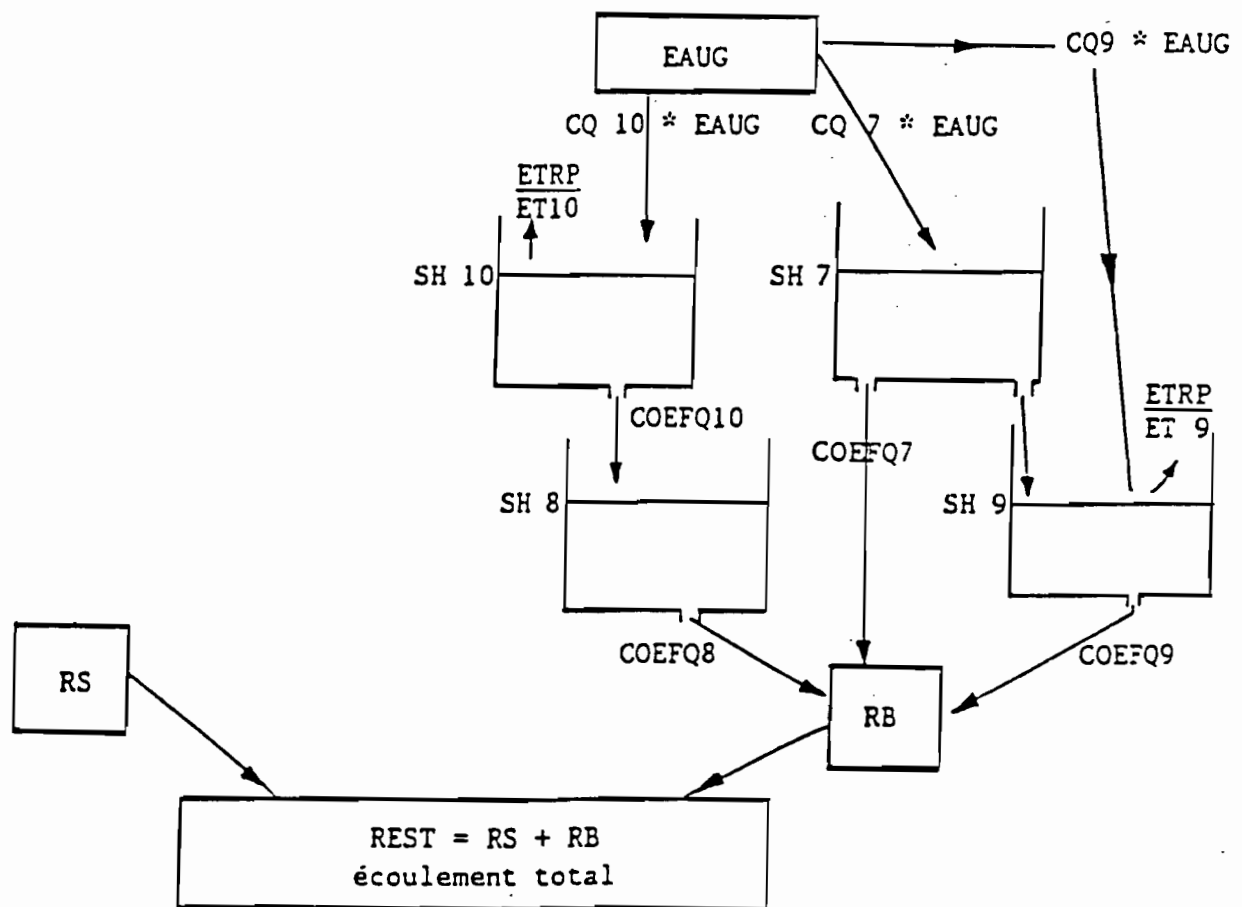 EAUG
CQ9 * EAUG
CQ 10 * EAUG
CQ 7 * EAUG
ETRP
ET10
SH 10
SH 7
COEFQ10
ETRP
ET 9
COEFQ7
SH 8
SH 9
COEFQ8
COEFQ9
RS
RB
REST = RS + RB
écoulement total